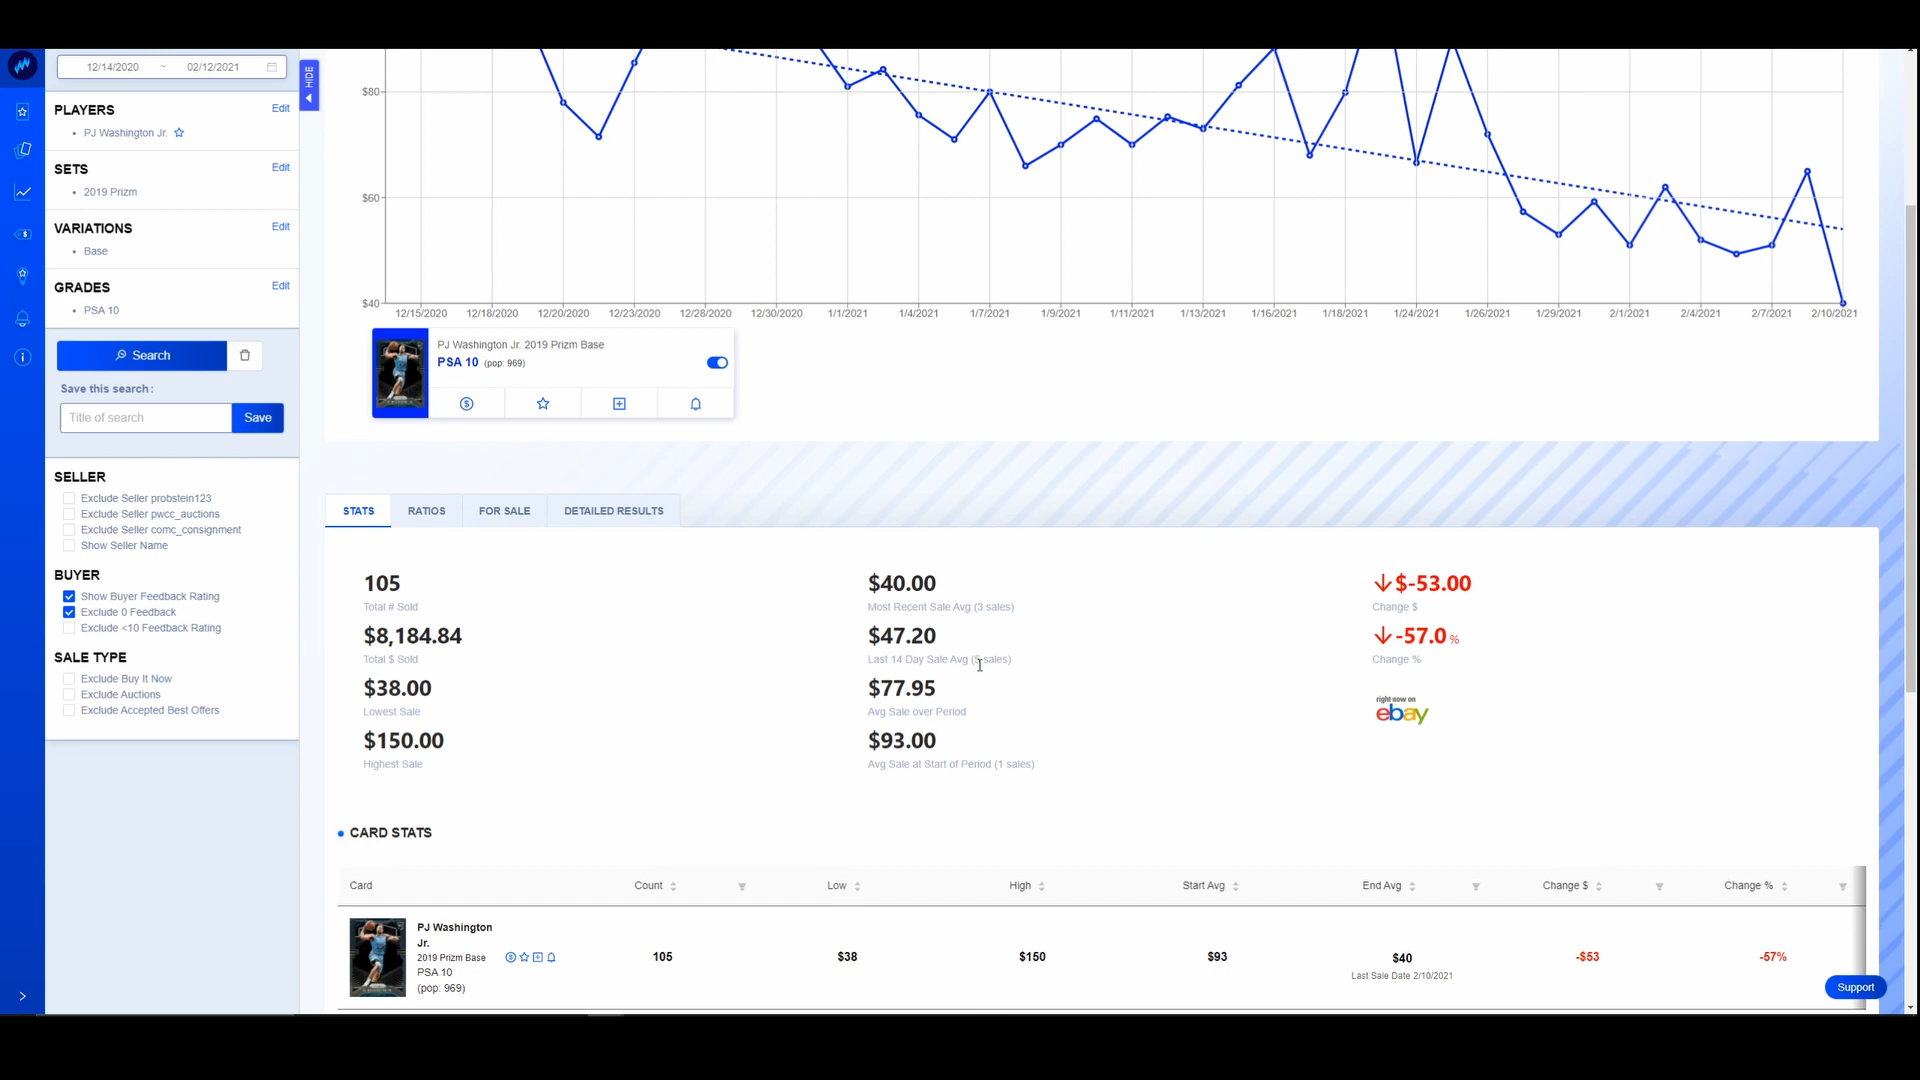 12/14/2020 ~ 02/12/2021
HIDE
PLAYERS Edit
PJ Washington Jr.
SETS Edit
2019 Prizm
VARIATIONS Edit
Base
GRADES Edit
PSA 10
Search
Save this search:
Title of search Save
SELLER
Exclude Seller probstein123
Exclude Seller pwcc_auctions
Exclude Seller comc_consignment
Show Seller Name
BUYER
Show Buyer Feedback Rating
Exclude 0 Feedback
Exclude <10 Feedback Rating
SALE TYPE
Exclude Buy It Now
Exclude Auctions
Exclude Accepted Best Offers
$80
$60
$40
12/15/2020 12/18/2020 12/20/2020 12/23/2020 12/28/2020 12/30/2020 1/1/2021 1/4/2021 1/7/2021 1/9/2021 1/11/2021 1/13/2021 1/16/2021 1/18/2021 1/24/2021 1/26/2021 1/29/2021 2/1/2021 2/4/2021 2/7/2021 2/10/2021
PJ Washington Jr. 2019 Prizm Base
PSA 10 (pop: 969)
STATS RATIOS FOR SALE DETAILED RESULTS
105
Total # Sold
$8,184.84
Total $ Sold
$38.00
Lowest Sale
$150.00
Highest Sale
$40.00
Most Recent Sale Avg (3 sales)
$47.20
Last 14 Day Sale Avg (5 sales)
$77.95
Avg Sale over Period
$93.00
Avg Sale at Start of Period (1 sales)
$-53.00
Change $
-57.0 %
Change %
right now on
ebay
CARD STATS
Card Count Low High Start Avg End Avg Change $ Change %
PJ Washington
Jr.
2019 Prizm Base
PSA 10
(pop: 969)
105 $38 $150 $93 $40 -$53 -57%
Last Sale Date 2/10/2021
Support